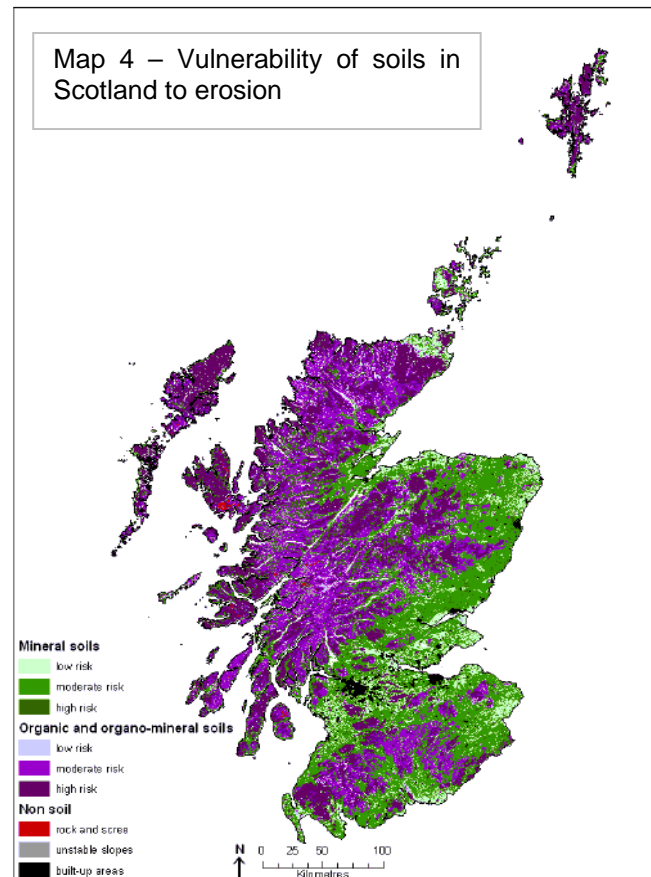 Map 4 – Vulnerability of soils in
Scotland to erosion
Mineral soils
low risk
moderate risk
high risk
Organic and organo-mineral soils
low risk
moderate risk
high risk
Non soil
rock and scree
unstable slopes
built-up areas
N
0 25 50 100
Kilometres